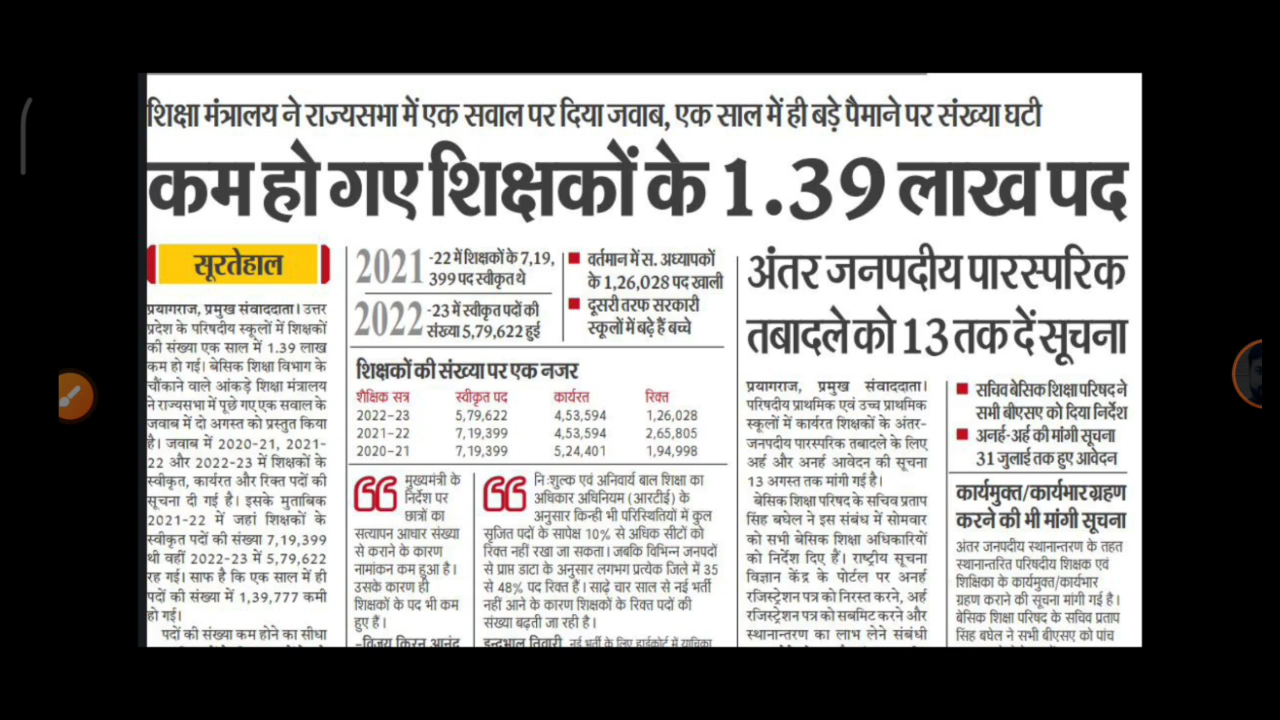 शिक्षा मंत्रालय ने राज्यसभा में एक सवाल पर दिया जवाब, एक साल में ही बड़े पैमाने पर संख्या घटी
कम हो गए शिक्षकों के 1.39 लाख पद
सूरतेहाल
प्रयागराज, प्रमुख संवाददाता। उत्तर
प्रदेश के परिषदीय स्कूलों में शिक्षकों
की संख्या एक साल में 1.39 लाख
कम हो गई। बेसिक शिक्षा विभाग के
चौंकाने वाले आंकड़े शिक्षा मंत्रालय
ने राज्यसभा में पूछे गए एक सवाल के
जवाब में दो अगस्त को प्रस्तुत किया
है। जवाब में 2020-21, 2021-
22 और 2022-23 में शिक्षकों के
स्वीकृत, कार्यरत और रिक्त पदों की
सूचना दी गई है। इसके मुताबिक
2021-22 में जहां शिक्षकों के
स्वीकृत पदों की संख्या 7,19,399
थी वहीं 2022-23 में 5,79,622
रह गई। साफ है कि एक साल में ही
पदों की संख्या में 1,39,777 कमी
हो गई।
पदों की संख्या कम होने का सीधा
2021 -22 में शिक्षकों के 7,19,
399 पद स्वीकृत थे
2022 -23 में स्वीकृत पदों की
संख्या 5,79,622 हुई
वर्तमान में स. अध्यापकों
के 1,26,028 पद खाली
दूसरी तरफ सरकारी
स्कूलों में बढ़े हैं बच्चे
शिक्षकों की संख्या पर एक नजर
शैक्षिक सत्र स्वीकृत पद कार्यरत रिक्त
2022-23 5,79,622 4,53,594 1,26,028
2021-22 7,19,399 4,53,594 2,65,805
2020-21 7,19,399 5,24,401 1,94,998
मुख्यमंत्री के
निर्देश पर
छात्रों का
सत्यापन आधार संख्या
से कराने के कारण
नामांकन कम हुआ है।
उसके कारण ही
शिक्षकों के पद भी कम
हुए हैं।
-विजय किरन आनंद
निःशुल्क एवं अनिवार्य बाल शिक्षा का
अधिकार अधिनियम (आरटीई) के
अनुसार किन्ही भी परिस्थितियों में कुल
सृजित पदों के सापेक्ष 10% से अधिक सीटों को
रिक्त नहीं रखा जा सकता। जबकि विभिन्न जनपदों
से प्राप्त डाटा के अनुसार लगभग प्रत्येक जिले में 35
से 48% पद रिक्त हैं। साढ़े चार साल से नई भर्ती
नहीं आने के कारण शिक्षकों के रिक्त पदों की
संख्या बढ़ती जा रही है।
इन्द्रभाल तिवारी, नई भर्ती के लिए हाईकोर्ट में याचिका
अंतर जनपदीय पारस्परिक
तबादले को 13 तक दें सूचना
प्रयागराज, प्रमुख संवाददाता।
परिषदीय प्राथमिक एवं उच्च प्राथमिक
स्कूलों में कार्यरत शिक्षकों के अंतर-
जनपदीय पारस्परिक तबादले के लिए
अर्ह और अनर्ह आवेदन की सूचना
13 अगस्त तक मांगी गई है।
बेसिक शिक्षा परिषद के सचिव प्रताप
सिंह बघेल ने इस संबंध में सोमवार
को सभी बेसिक शिक्षा अधिकारियों
को निर्देश दिए हैं। राष्ट्रीय सूचना
विज्ञान केंद्र के पोर्टल पर अनर्ह
रजिस्ट्रेशन पत्र को निरस्त करने, अर्ह
रजिस्ट्रेशन पत्र को सबमिट करने और
स्थानान्तरण का लाभ लेने संबंधी
सचिव बेसिक शिक्षा परिषद ने
सभी बीएसए को दिया निर्देश
अनर्ह-अर्ह की मांगी सूचना
31 जुलाई तक हुए आवेदन
कार्यमुक्त/कार्यभार ग्रहण
करने की भी मांगी सूचना
अंतर जनपदीय स्थानान्तरण के तहत
स्थानान्तरित परिषदीय शिक्षक एवं
शिक्षिका के कार्यमुक्त/कार्यभार
ग्रहण कराने की सूचना मांगी गई है।
बेसिक शिक्षा परिषद के सचिव प्रताप
सिंह बघेल ने सभी बीएसए को पांच